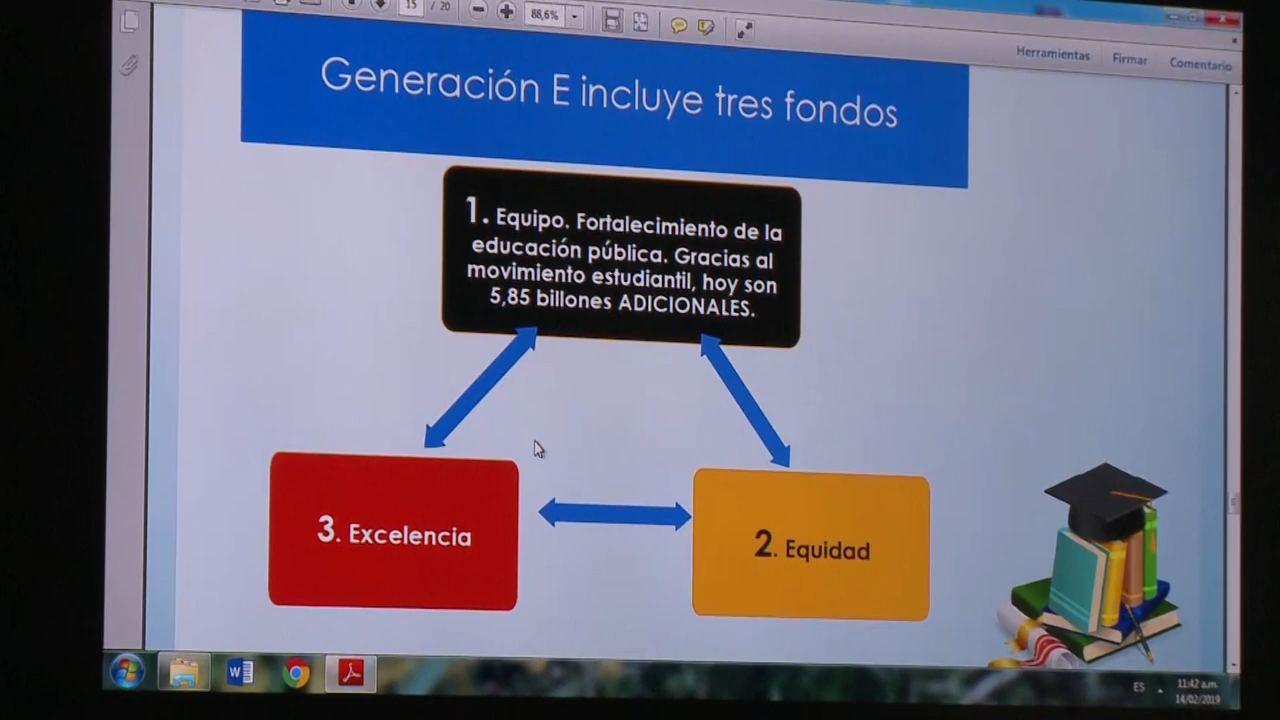 15 / 20
88,6%
Herramientas Firmar Comentario
Generación E incluye tres fondos
1. Equipo. Fortalecimiento de la
educación pública. Gracias al
movimiento estudiantil, hoy son
5,85 billones ADICIONALES.
3. Excelencia
2. Equidad
W
ES
11:42 a.m.
14/02/2019